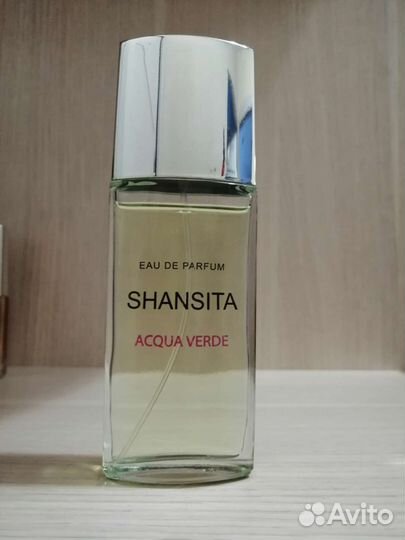 EAU DE PARFUM
SHANSITA
ACQUA VERDE
Avito